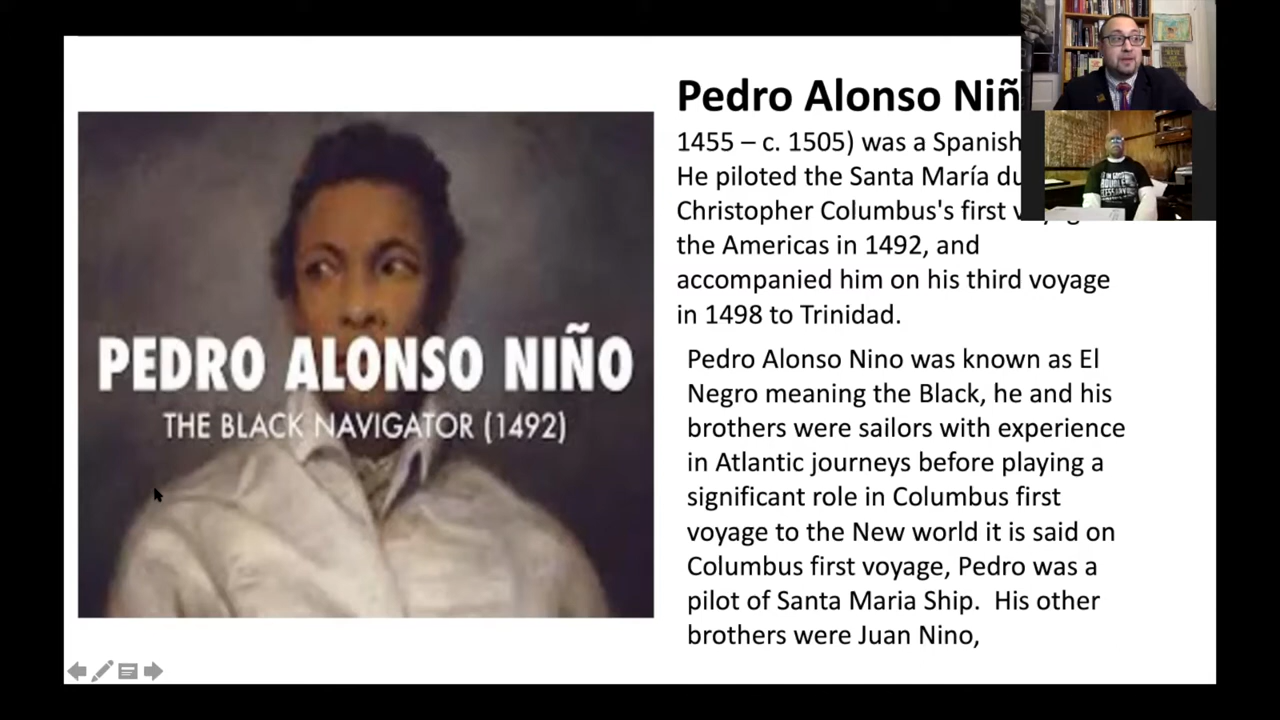 PEDRO ALONSO NIÑO
THE BLACK NAVIGATOR (1492)
Pedro Alonso Niñ
1455 – c. 1505) was a Spanish
He piloted the Santa María du
Christopher Columbus's first
the Americas in 1492, and
accompanied him on his third voyage
in 1498 to Trinidad.
Pedro Alonso Nino was known as El
Negro meaning the Black, he and his
brothers were sailors with experience
in Atlantic journeys before playing a
significant role in Columbus first
voyage to the New world it is said on
Columbus first voyage, Pedro was a
pilot of Santa Maria Ship. His other
brothers were Juan Nino,